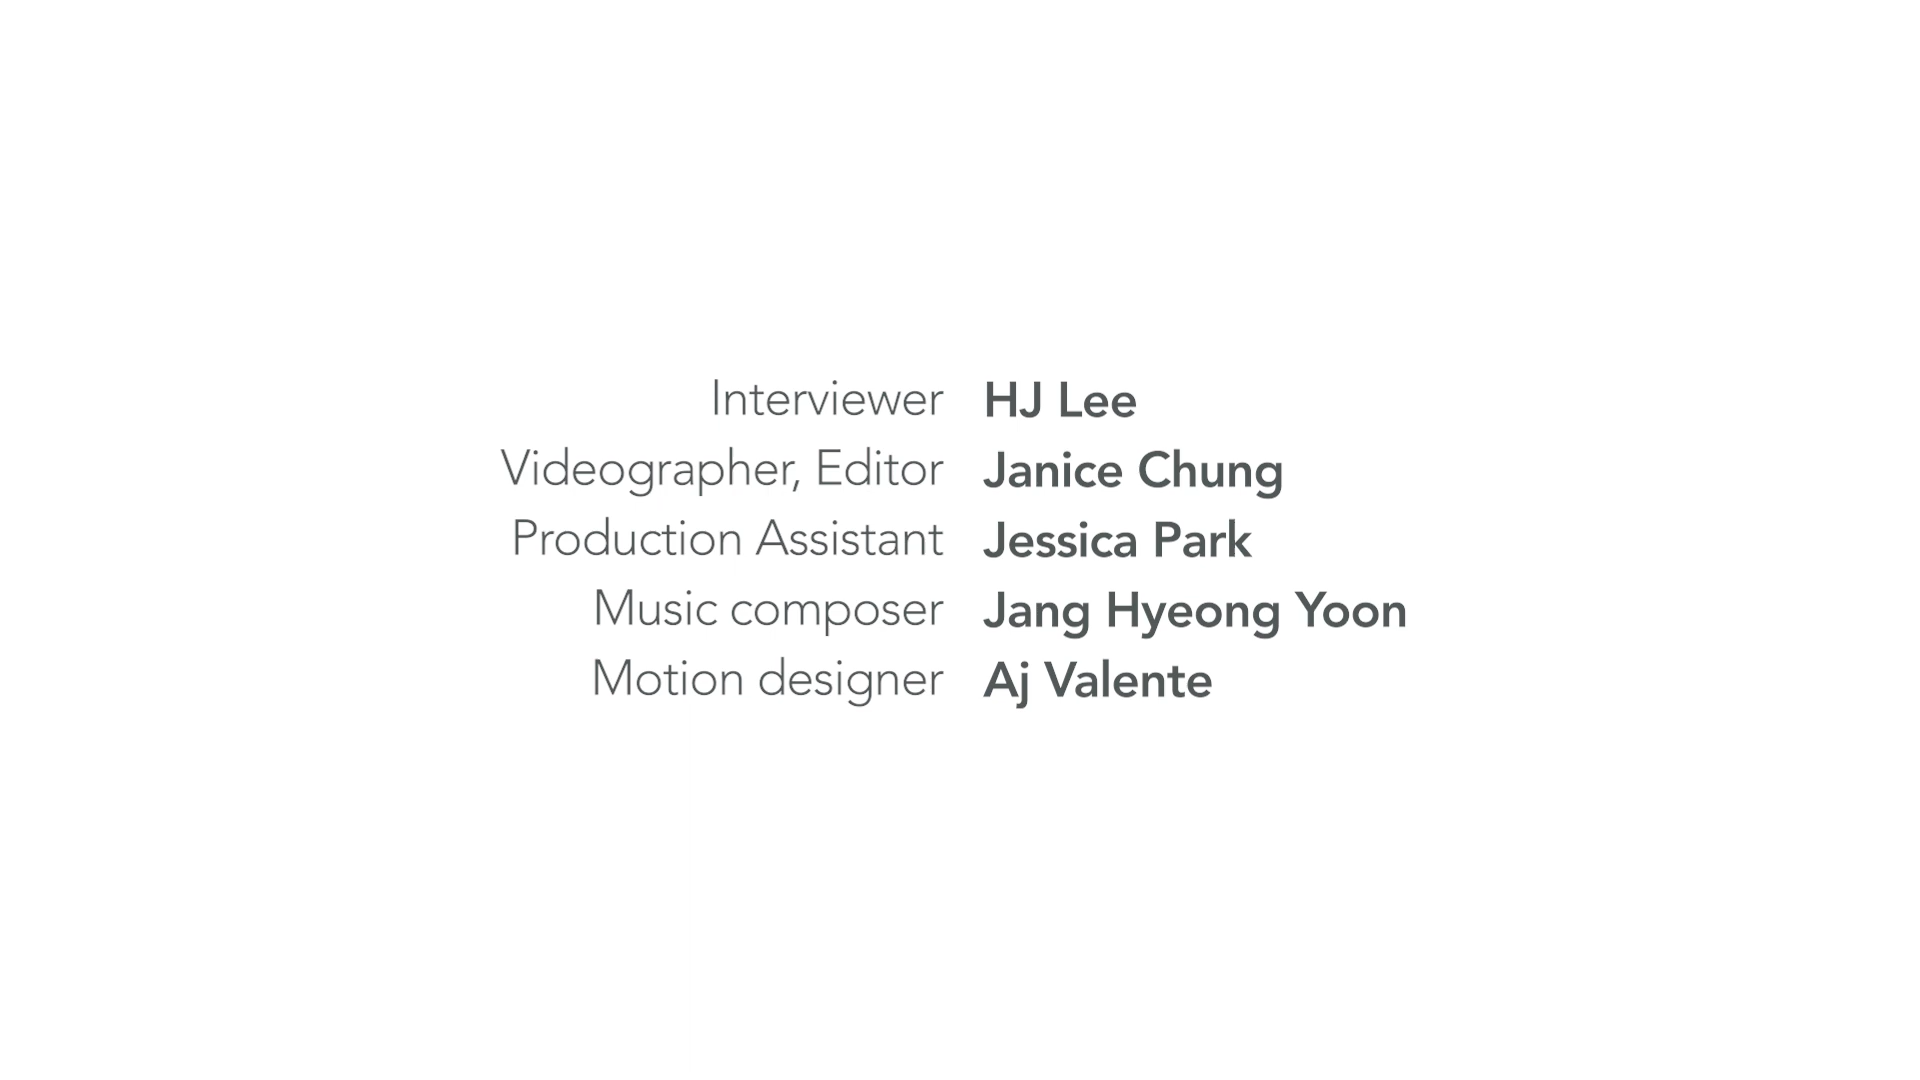 Interviewer HJ Lee
Videographer, Editor Janice Chung
Production Assistant Jessica Park
Music composer Jang Hyeong Yoon
Motion designer Aj Valente